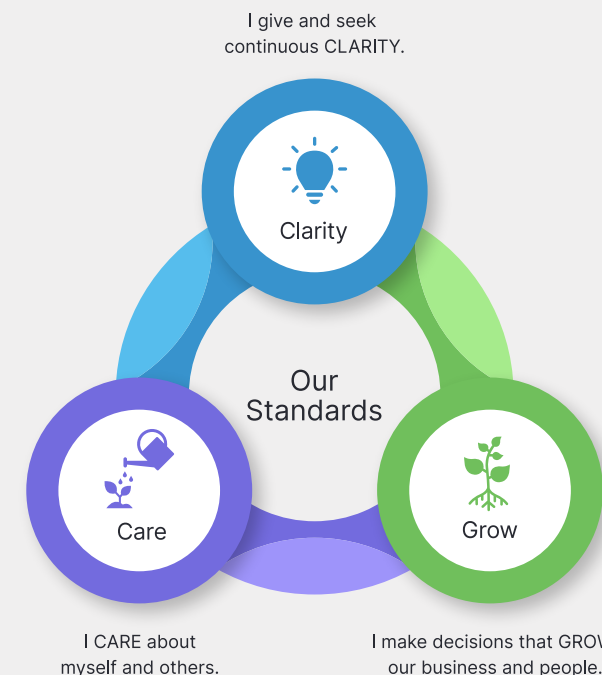 I give and seek
continuous CLARITY.
Clarity
Our
Standards
Care
Grow
I CARE about
myself and others.
I make decisions that GROW
our business and people.